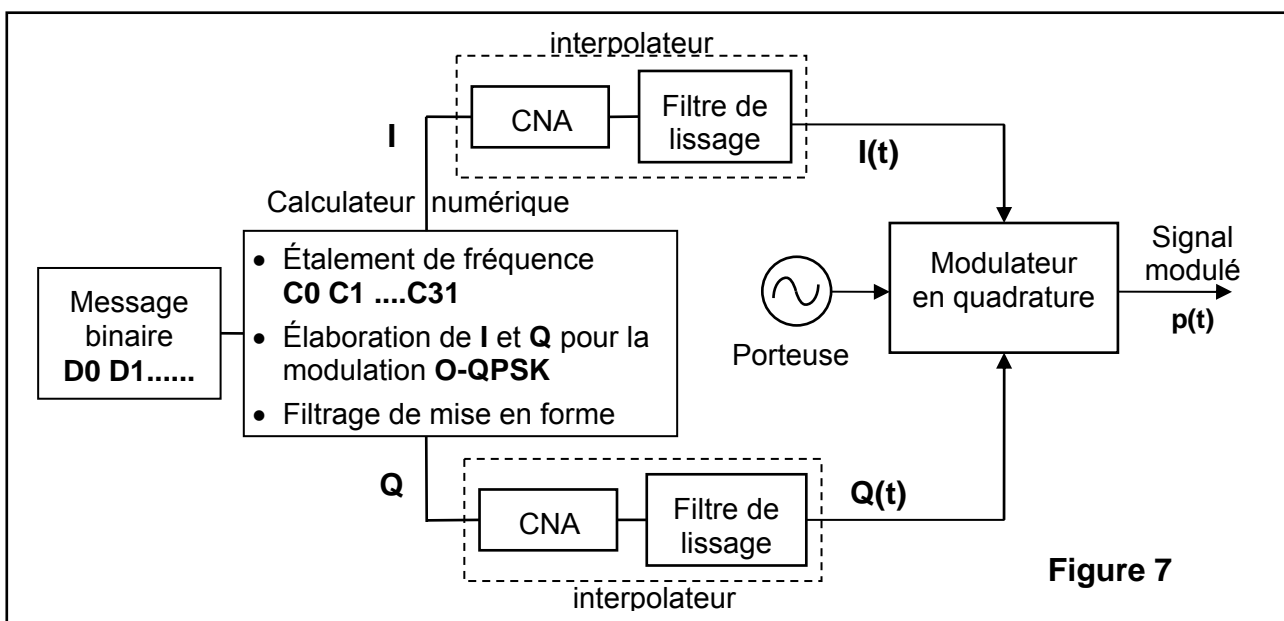 interpolateur
CNA
Filtre de
lissage
I
I(t)
Calculateur numérique
Message
binaire
D0 D1......
• Étalement de fréquence
C0 C1 ....C31
• Élaboration de I et Q pour la
modulation O-QPSK
• Filtrage de mise en forme
Porteuse
Modulateur
en quadrature
Signal
modulé
p(t)
Q
CNA
Filtre de
lissage
Q(t)
interpolateur
Figure 7